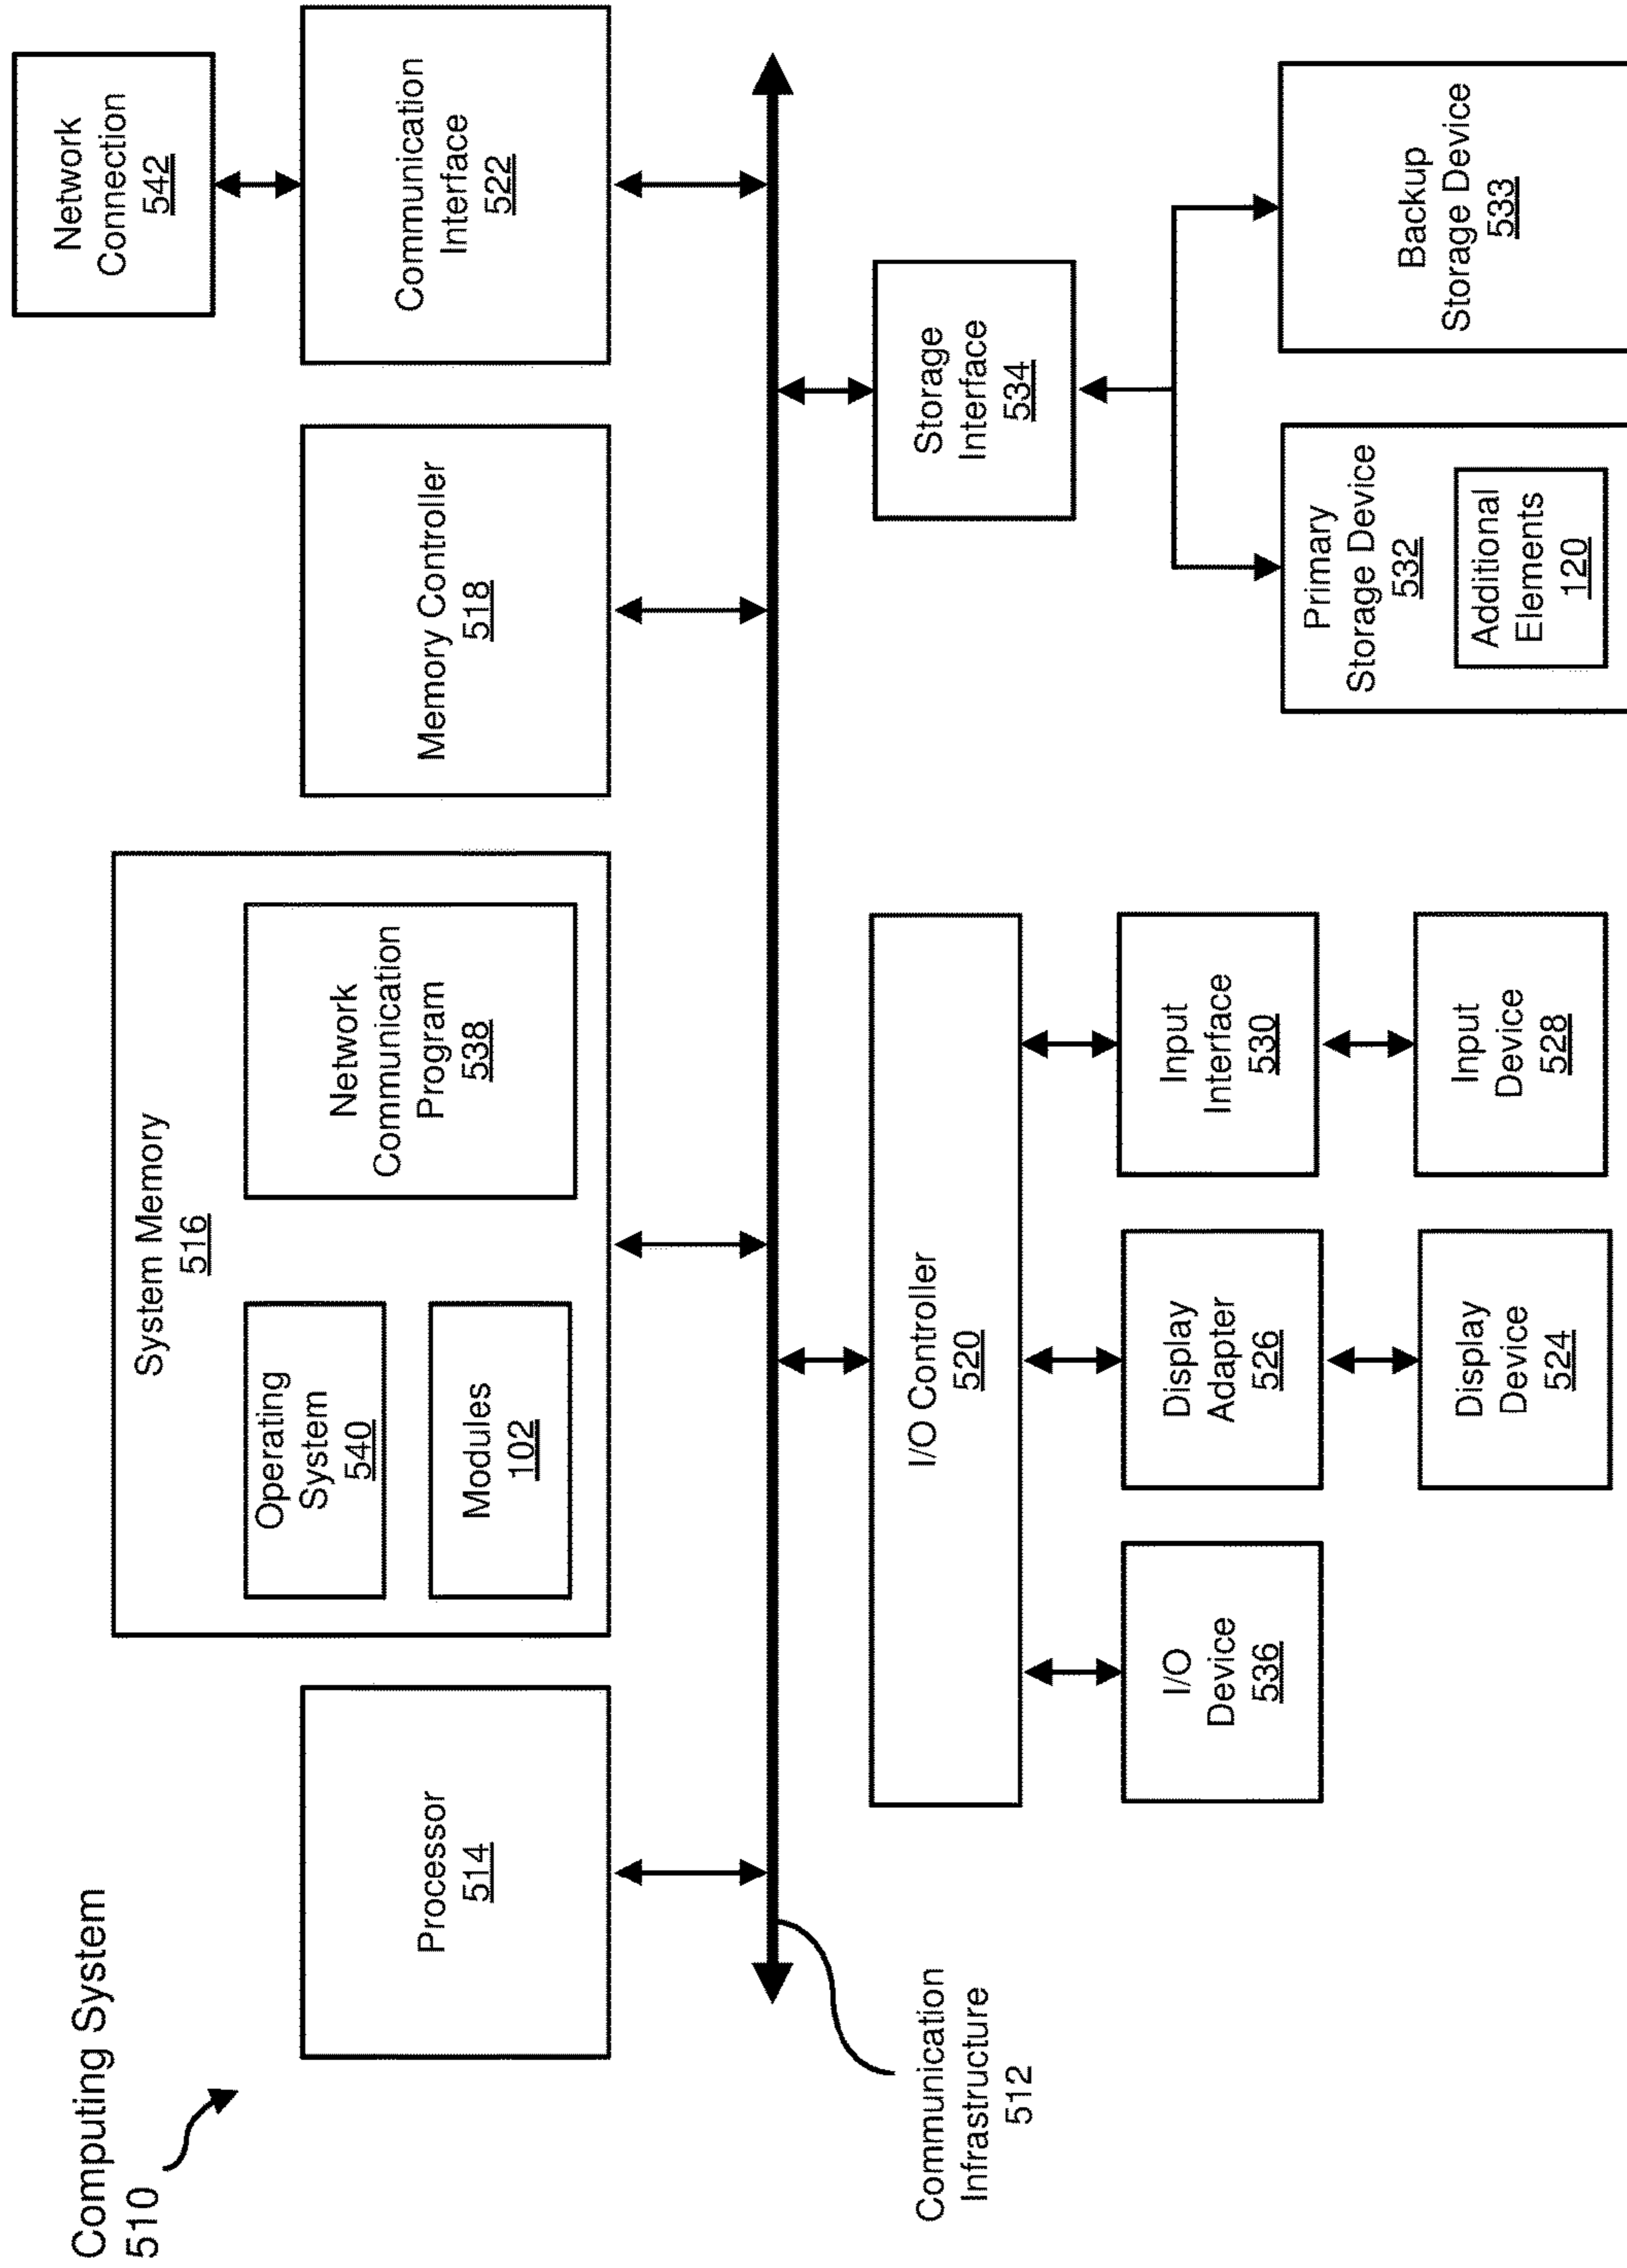 Computing System
510
Processor
514
System Memory
516
Operating
System
540
Modules
102
Network
Communication
Program
538
Memory Controller
518
Communication
Interface
522
Network
Connection
542
Communication
Infrastructure
512
I/O Controller
520
I/O
Device
536
Display
Adapter
526
Display
Device
524
Input
Interface
530
Input
Device
528
Storage
Interface
534
Primary
Storage Device
532
Additional
Elements
120
Backup
Storage Device
533